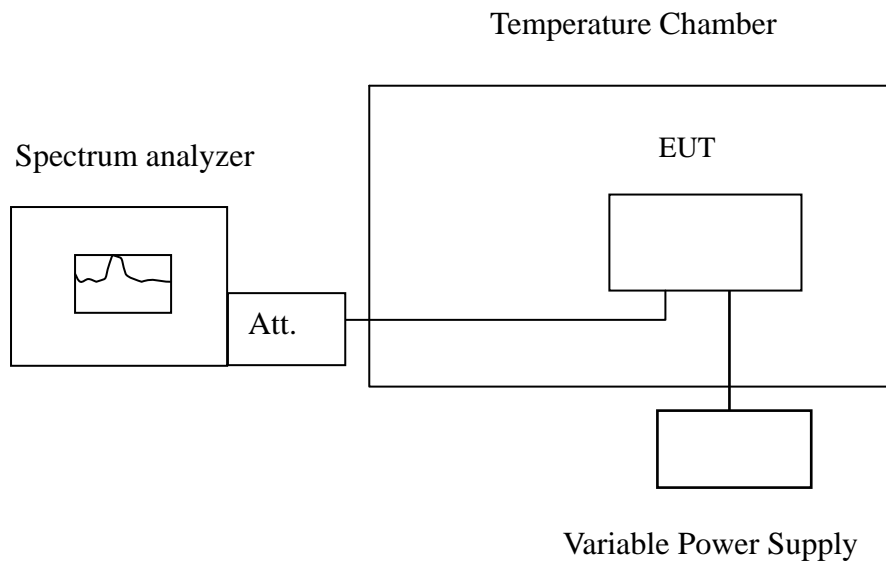 Temperature Chamber
EUT
Spectrum analyzer
Att.
Variable Power Supply